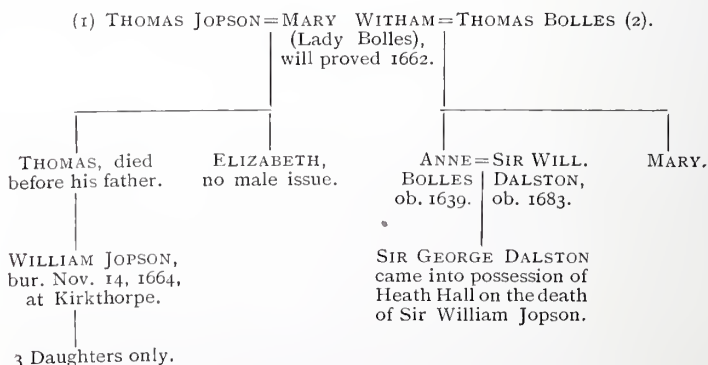 (1) THOMAS JOPSON=MARY WITHAM=THOMAS BOLLES (2).
(Lady Bolles),
will proved 1662.
THOMAS, died
before his father.
ELIZABETH,
no male issue.
ANNE=SIR WILL.
BOLLES DALSTON,
ob. 1639. ob. 1683.
MARY.
WILLIAM JOPSON,
bur. Nov. 14, 1664,
at Kirkthorpe.
SIR GEORGE DALSTON
came into possession of
Heath Hall on the death
of Sir William Jopson.
3 Daughters only.